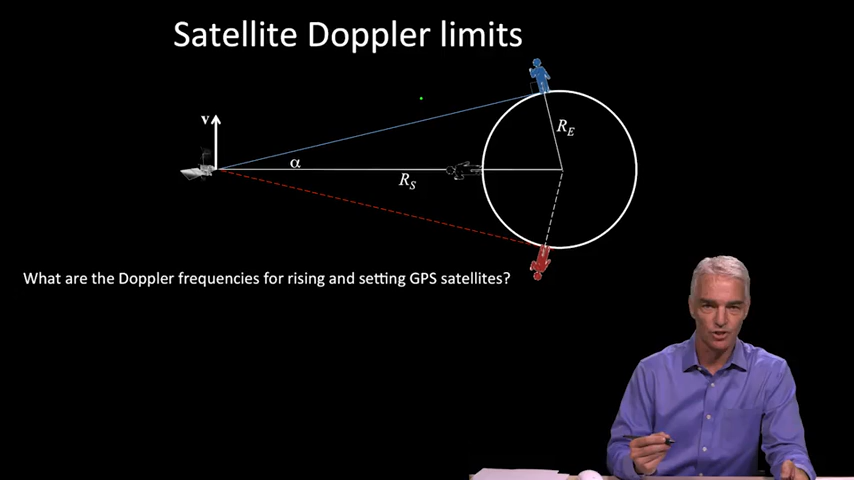 Satellite Doppler limits
v
R_E
α
R_S
What are the Doppler frequencies for rising and setting GPS satellites?